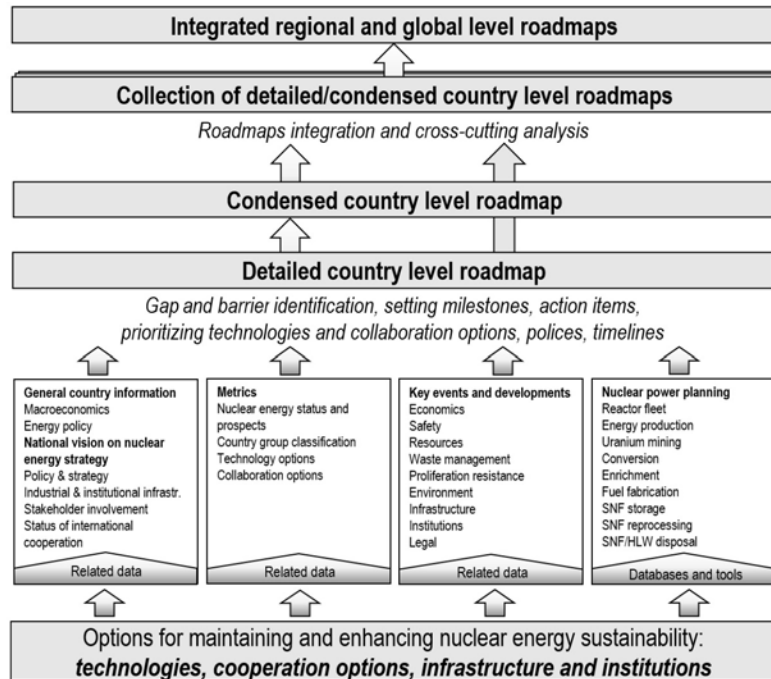 Integrated regional and global level roadmaps
Collection of detailed/condensed country level roadmaps
Roadmaps integration and cross-cutting analysis
Condensed country level roadmap
Detailed country level roadmap
Gap and barrier identification, setting milestones, action items,
prioritizing technologies and collaboration options, polices, timelines
General country information
Macroeconomics
Energy policy
National vision on nuclear
energy strategy
Policy & strategy
Industrial & institutional infrastr.
Stakeholder involvement
Status of international
cooperation
Related data
Metrics
Nuclear energy status and
prospects
Country group classification
Technology options
Collaboration options
Related data
Key events and developments
Economics
Safety
Resources
Waste management
Proliferation resistance
Environment
Infrastructure
Institutions
Legal
Related data
Nuclear power planning
Reactor fleet
Energy production
Uranium mining
Conversion
Enrichment
Fuel fabrication
SNF storage
SNF reprocessing
SNF/HLW disposal
Databases and tools
Options for maintaining and enhancing nuclear energy sustainability:
technologies, cooperation options, infrastructure and institutions